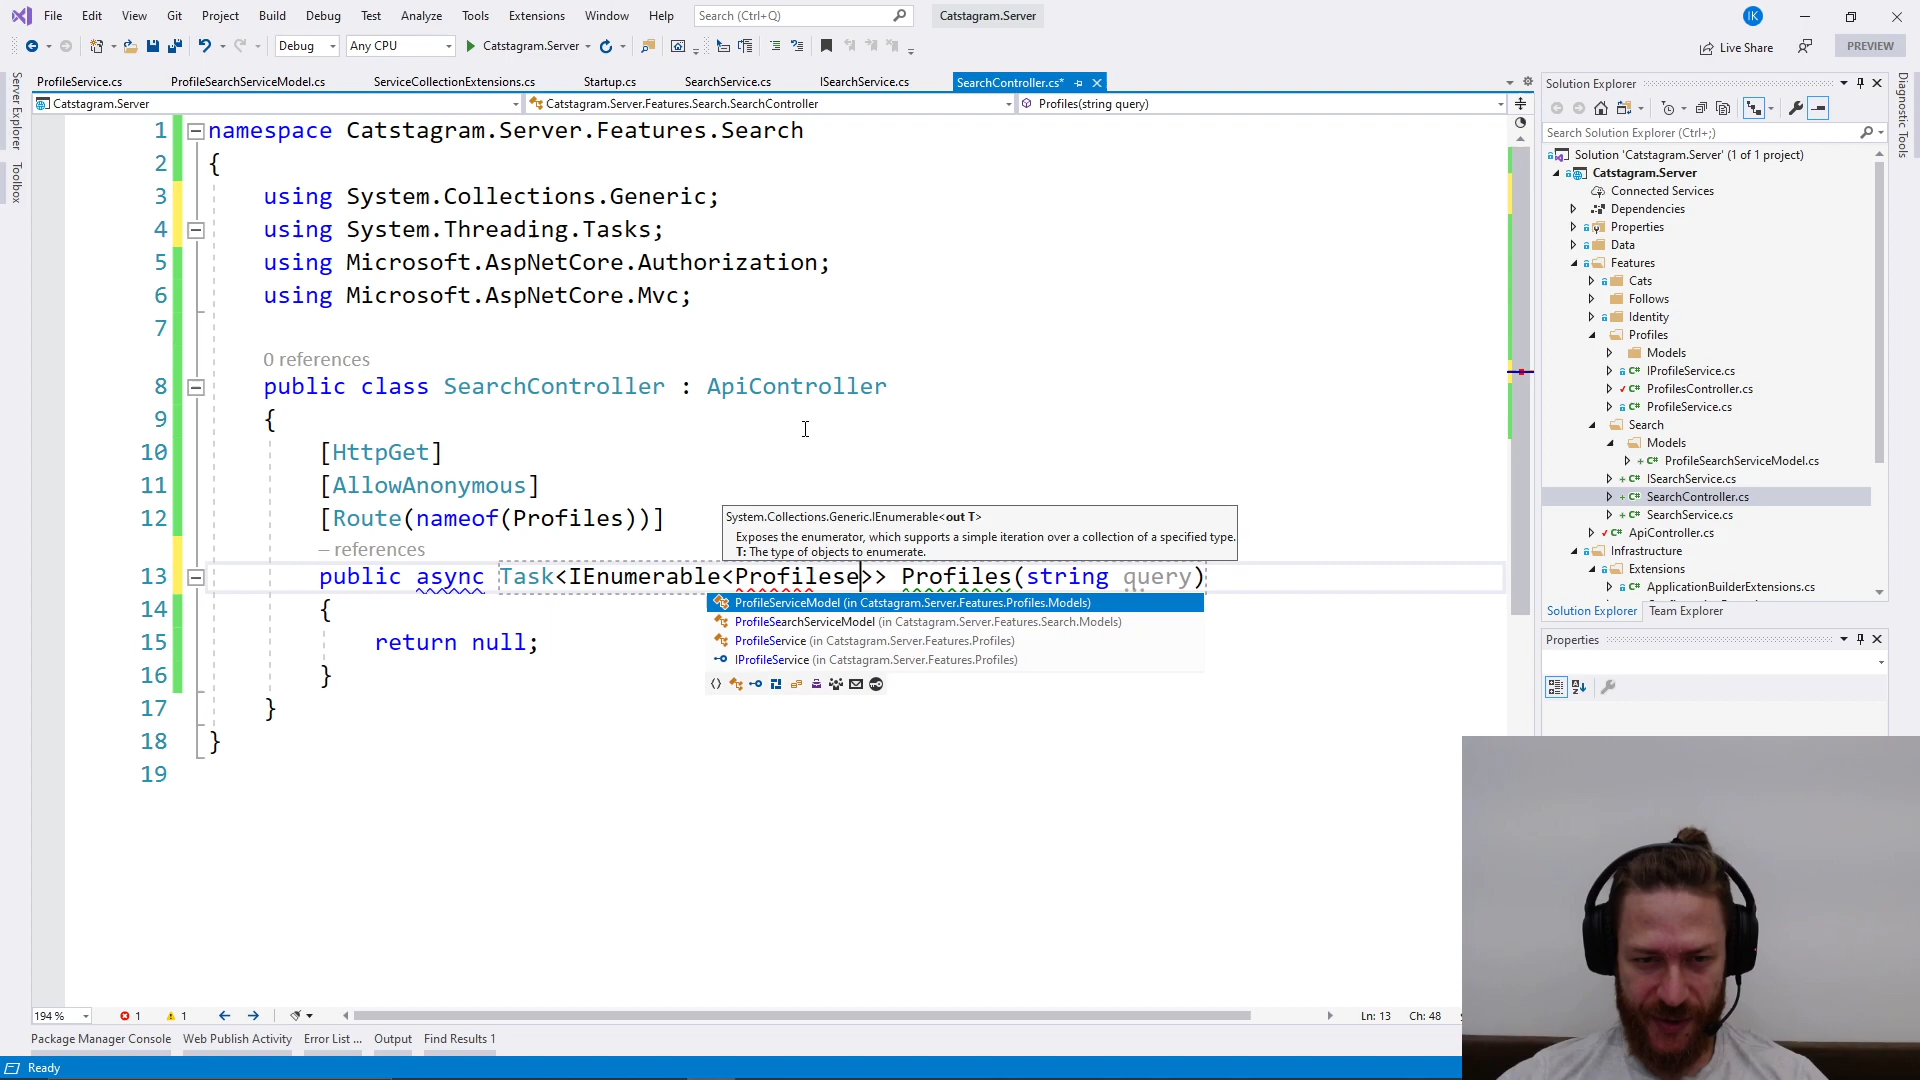 File Edit View Git Project Build Debug Test Analyze Tools Extensions Window Help Search (Ctrl+Q) Catstagram.Server IK
Debug Any CPU Catstagram.Server Live Share PREVIEW
ProfileService.cs ProfileSearchServiceModel.cs ServiceCollectionExtensions.cs Startup.cs SearchService.cs ISearchService.cs SearchController.cs*
Catstagram.Server Catstagram.Server.Features.Search.SearchController Profiles(string query)
Server Explorer
Toolbox
1 namespace Catstagram.Server.Features.Search
2 {
3 using System.Collections.Generic;
4 using System.Threading.Tasks;
5 using Microsoft.AspNetCore.Authorization;
6 using Microsoft.AspNetCore.Mvc;
7
0 references
8 public class SearchController : ApiController
9 {
10 [HttpGet]
11 [AllowAnonymous]
12 [Route(nameof(Profiles))]
System.Collections.Generic.IEnumerable<out T>
Exposes the enumerator, which supports a simple iteration over a collection of a specified type.
T: The type of objects to enumerate.
– references
13 public async Task<IEnumerable<Profilese>> Profiles(string query)
ProfileServiceModel (in Catstagram.Server.Features.Profiles.Models)
ProfileSearchServiceModel (in Catstagram.Server.Features.Search.Models)
ProfileService (in Catstagram.Server.Features.Profiles)
IProfileService (in Catstagram.Server.Features.Profiles)
14 {
15 return null;
16 }
17 }
18 }
19
194 % 1 1 Ln: 13 Ch: 48
Package Manager Console Web Publish Activity Error List ... Output Find Results 1
Ready
Solution Explorer
Search Solution Explorer (Ctrl+;)
Solution 'Catstagram.Server' (1 of 1 project)
Catstagram.Server
Connected Services
Dependencies
Properties
Data
Features
Cats
Follows
Identity
Profiles
Models
IProfileService.cs
ProfilesController.cs
ProfileService.cs
Search
Models
ProfileSearchServiceModel.cs
ISearchService.cs
SearchController.cs
SearchService.cs
ApiController.cs
Infrastructure
Extensions
ApplicationBuilderExtensions.cs
Solution Explorer Team Explorer
Properties
Diagnostic Tools